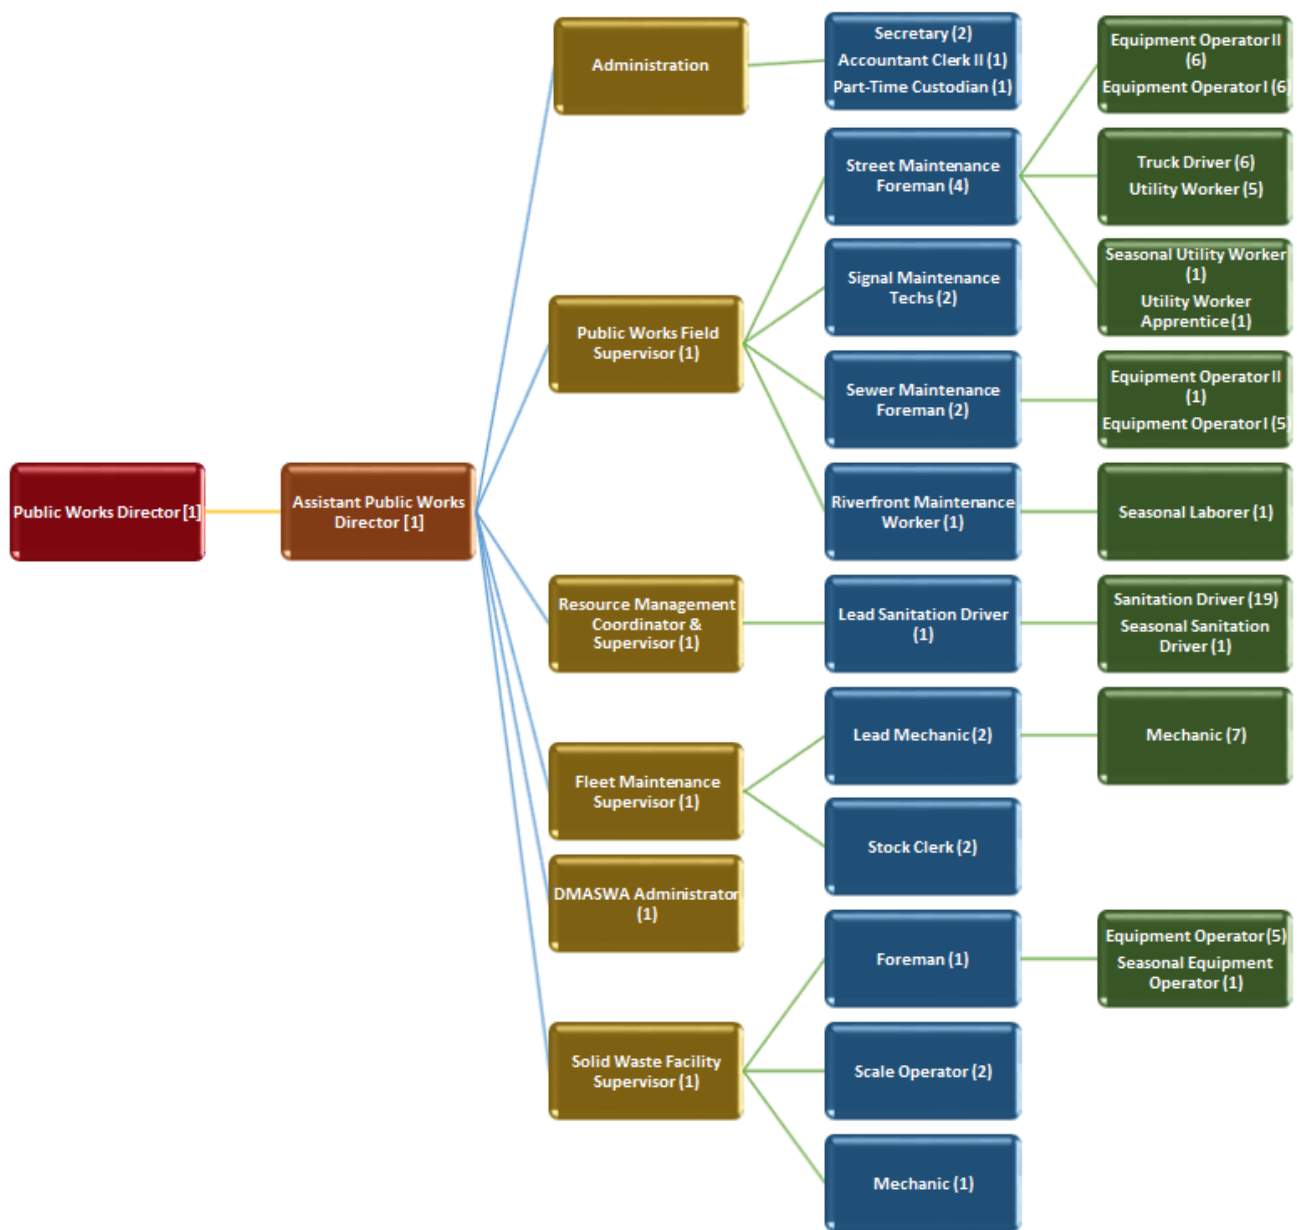 Public Works Director [1]
Assistant Public Works
Director [1]
Administration
Secretary (2)
Accountant Clerk II (1)
Part-Time Custodian (1)
Public Works Field
Supervisor (1)
Street Maintenance
Foreman (4)
Equipment Operator II
(6)
Equipment Operator I (6)
Truck Driver (6)
Utility Worker (5)
Seasonal Utility Worker
(1)
Utility Worker
Apprentice (1)
Signal Maintenance
Techs (2)
Sewer Maintenance
Foreman (2)
Equipment Operator II
(1)
Equipment Operator I (5)
Riverfront Maintenance
Worker (1)
Seasonal Laborer (1)
Resource Management
Coordinator &
Supervisor (1)
Lead Sanitation Driver
(1)
Sanitation Driver (19)
Seasonal Sanitation
Driver (1)
Fleet Maintenance
Supervisor (1)
Lead Mechanic (2)
Mechanic (7)
Stock Clerk (2)
DMASWA Administrator
(1)
Solid Waste Facility
Supervisor (1)
Foreman (1)
Equipment Operator (5)
Seasonal Equipment
Operator (1)
Scale Operator (2)
Mechanic (1)